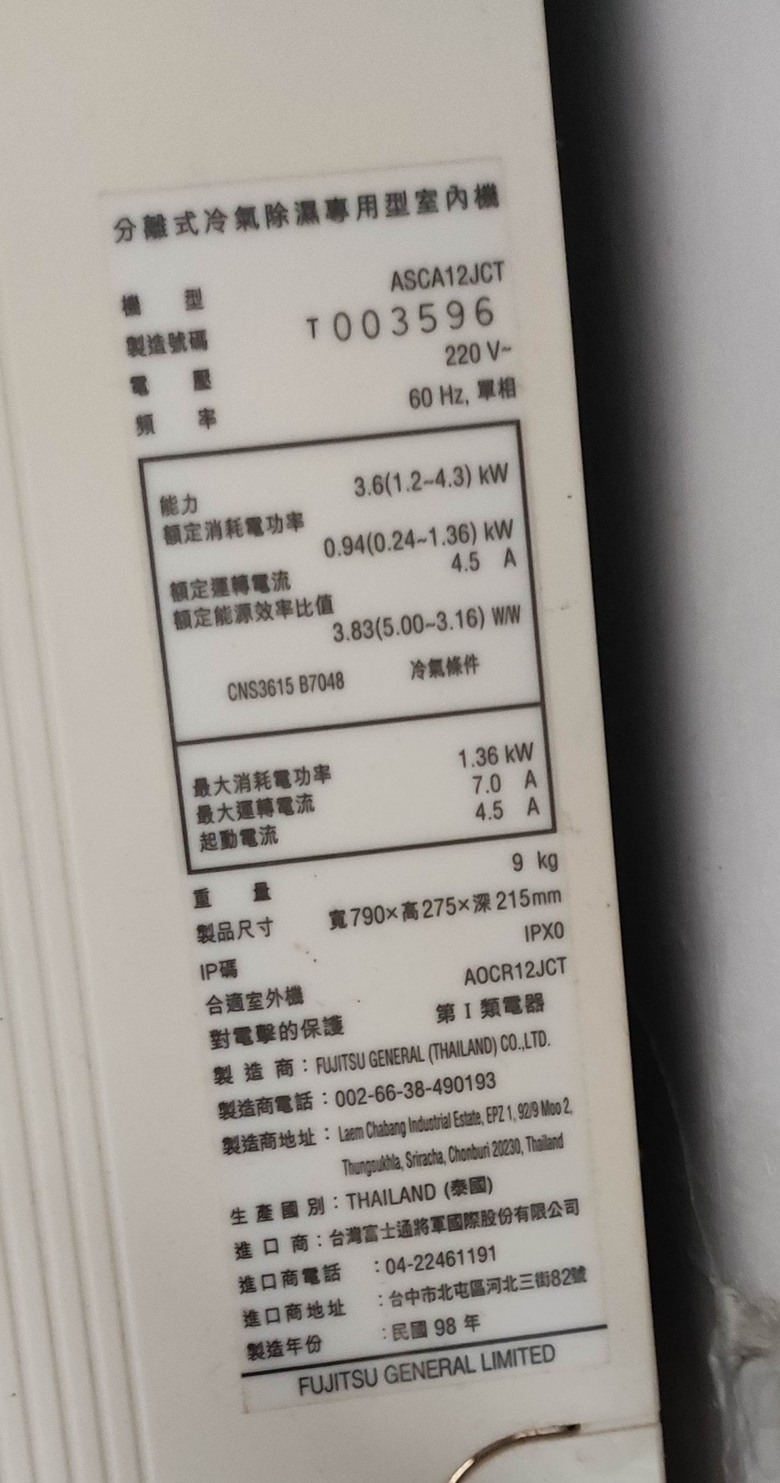 分離式冷氣除濕專用型室內機
機型 ASCA12JCT
製造號碼 T003596
電壓 220 V~
頻率 60 Hz, 單相
能力 3.6(1.2~4.3) kW
額定消耗電功率
0.94(0.24~1.36) kW
額定運轉電流 4.5 A
額定能源效率比值
3.83(5.00~3.16) W/W
CNS3615 B7048 冷氣條件
最大消耗電功率 1.36 kW
最大運轉電流 7.0 A
起動電流 4.5 A
重量 9 kg
製品尺寸 寬790×高275×深215mm
IP碼 IPX0
合適室外機 AOCR12JCT
對電擊的保護 第 I 類電器
製造商：FUJITSU GENERAL (THAILAND) CO.,LTD.
製造商電話：002-66-38-490193
製造商地址：Laem Chabang Industrial Estate, EPZ 1, 92/9 Moo 2,
Thungsukhla, Sriracha, Chonburi 20230, Thailand
生產國別：THAILAND (泰國)
進口商：台灣富士通將軍國際股份有限公司
進口商電話：04-22461191
進口商地址：台中市北屯區河北三街82號
製造年份：民國 98 年
FUJITSU GENERAL LIMITED